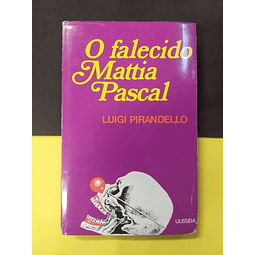 O falecido
Mattia
Pascal
LUIGI PIRANDELLO
ULISSEIA